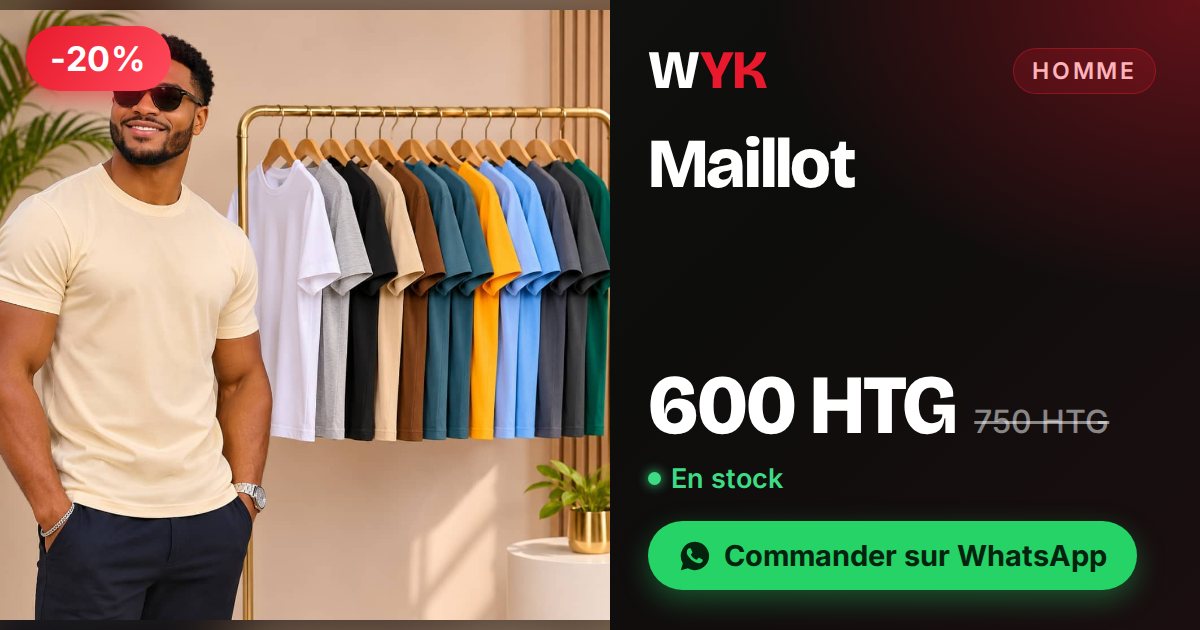 -20%
WYK
HOMME
Maillot
600 HTG 750 HTG
En stock
Commander sur WhatsApp